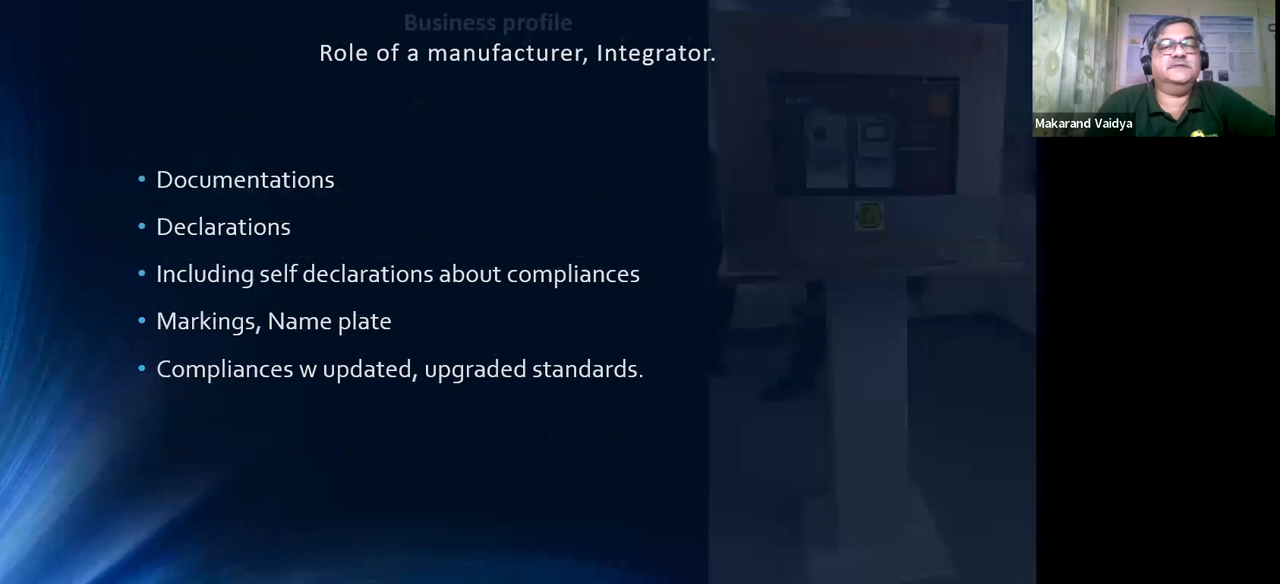 Business profile
Role of a manufacturer, Integrator.
Makarand Vaidya
• Documentations
• Declarations
• Including self declarations about compliances
• Markings, Name plate
• Compliances w updated, upgraded standards.